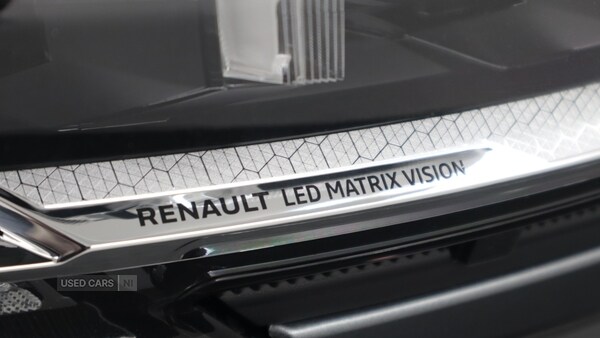 RENAULT LED MATRIX VISION
USED CARS NI